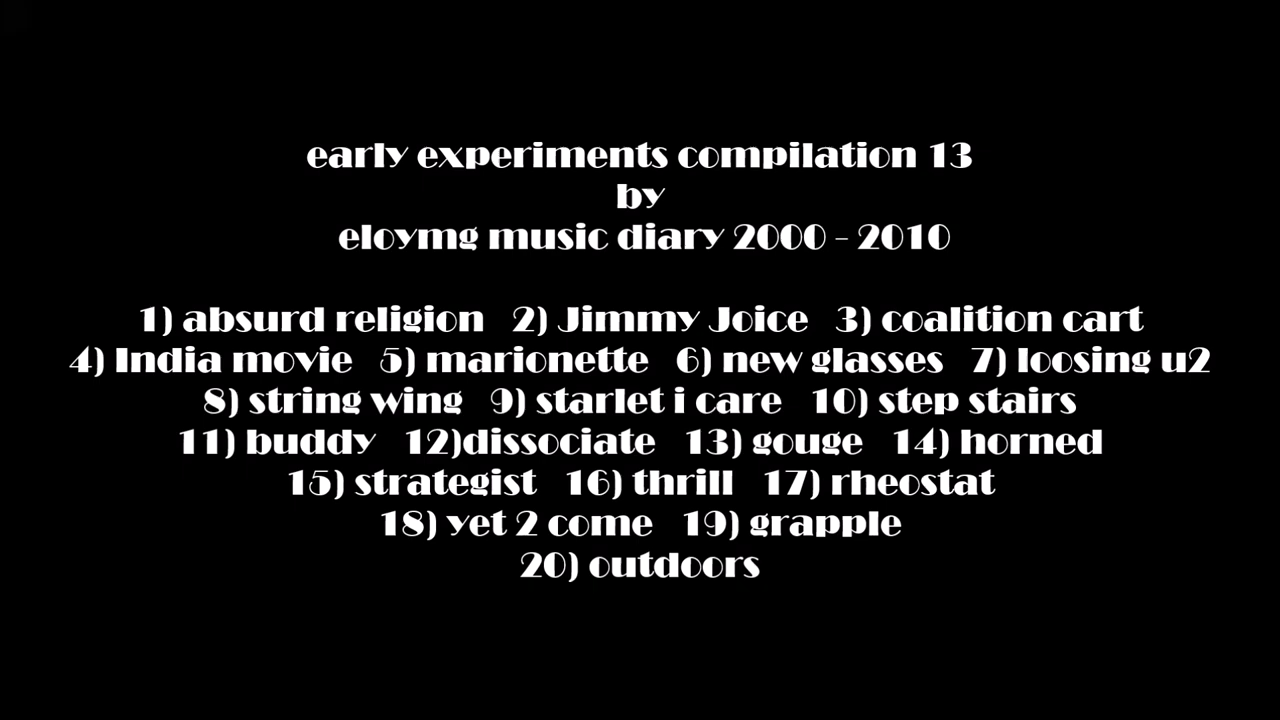 early experiments compilation 13
by
eloymg music diary 2000 - 2010
1) absurd religion 2) Jimmy Joice 3) coalition cart
4) India movie 5) marionette 6) new glasses 7) loosing u2
8) string wing 9) starlet i care 10) step stairs
11) buddy 12)dissociate 13) gouge 14) horned
15) strategist 16) thrill 17) rheostat
18) yet 2 come 19) grapple
20) outdoors